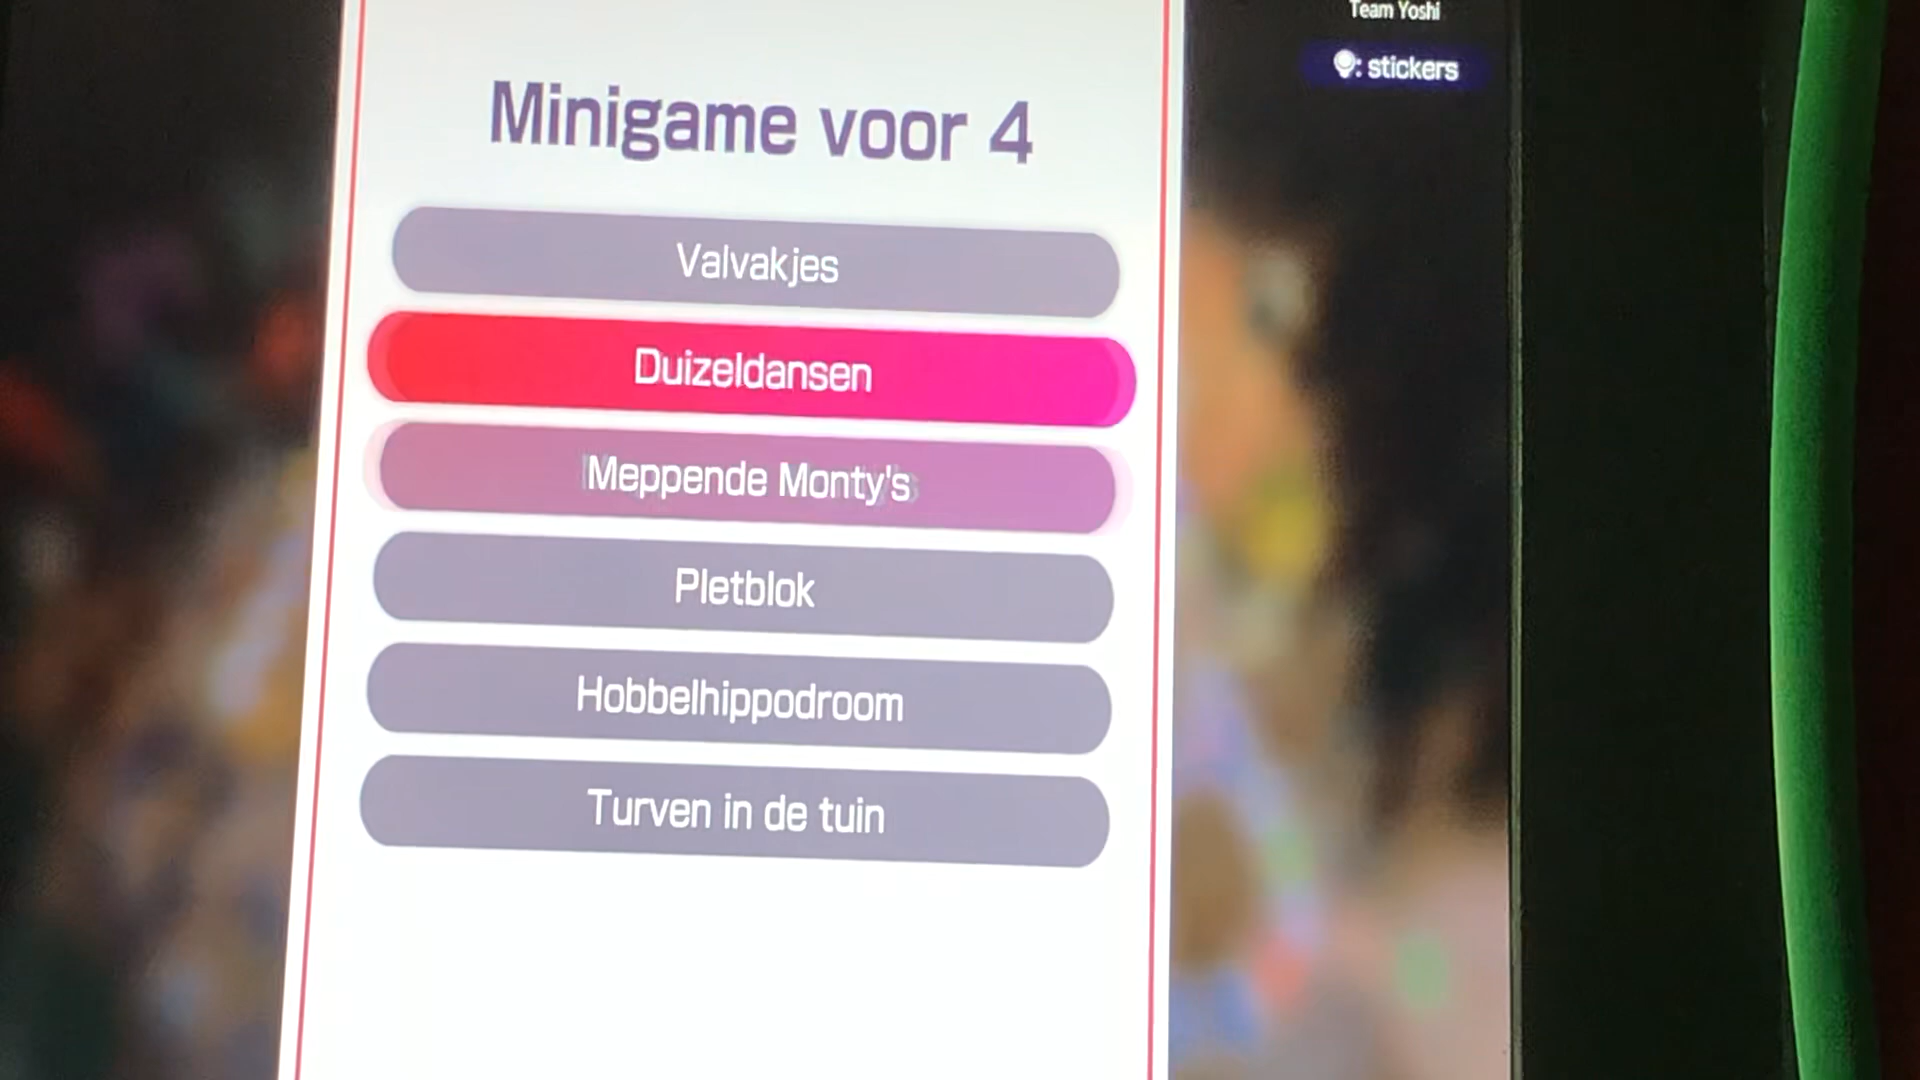 Team Yoshi
: stickers
Minigame voor 4
Valvakjes
Duizeldansen
Meppende Monty's
Pletblok
Hobbelhippodroom
Turven in de tuin